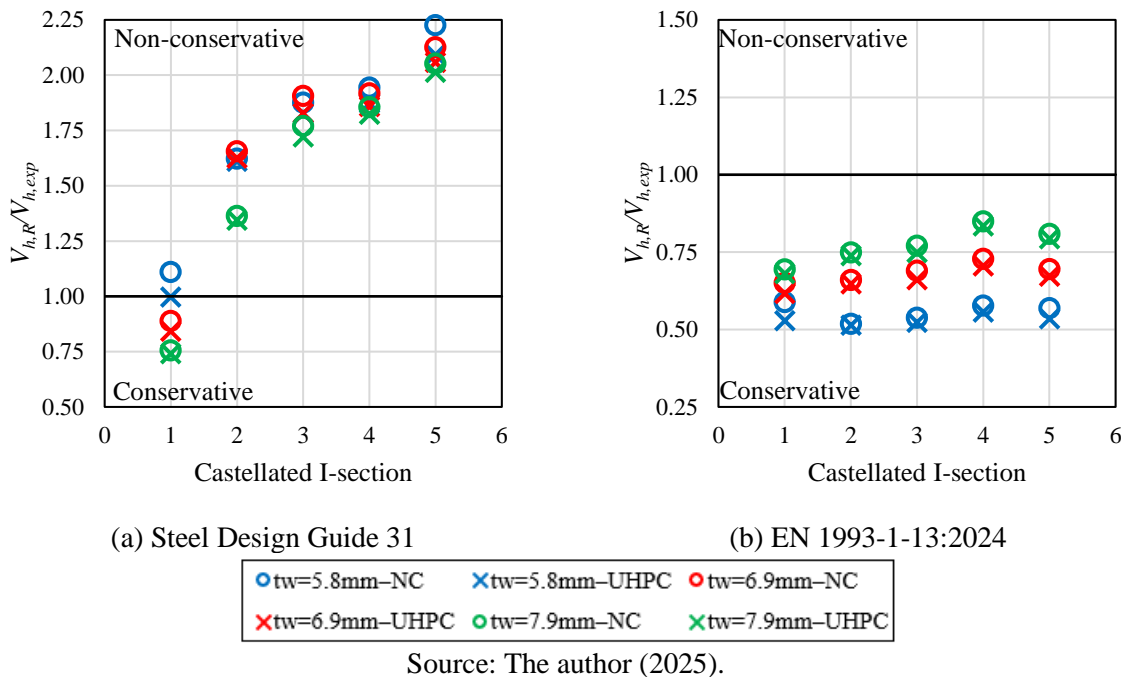 2.25
2.00
1.75
1.50
1.25
1.00
0.75
0.50
Non-conservative
Conservative
V_{h,R}/V_{h,exp}
0 1 2 3 4 5 6
Castellated I-section
(a) Steel Design Guide 31
1.50
1.25
1.00
0.75
0.50
0.25
Non-conservative
Conservative
V_{h,R}/V_{h,exp}
0 1 2 3 4 5 6
Castellated I-section
(b) EN 1993-1-13:2024
tw=5.8mm–NC tw=5.8mm–UHPC tw=6.9mm–NC
tw=6.9mm–UHPC tw=7.9mm–NC tw=7.9mm–UHPC
Source: The author (2025).